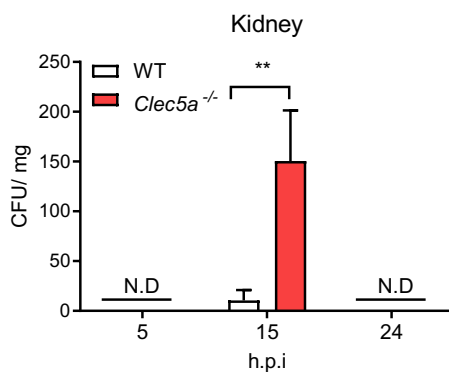 Kidney
250
200
150
100
50
0
CFU/ mg
WT
Clec5a -/-
**
N.D
N.D
5
15
24
h.p.i